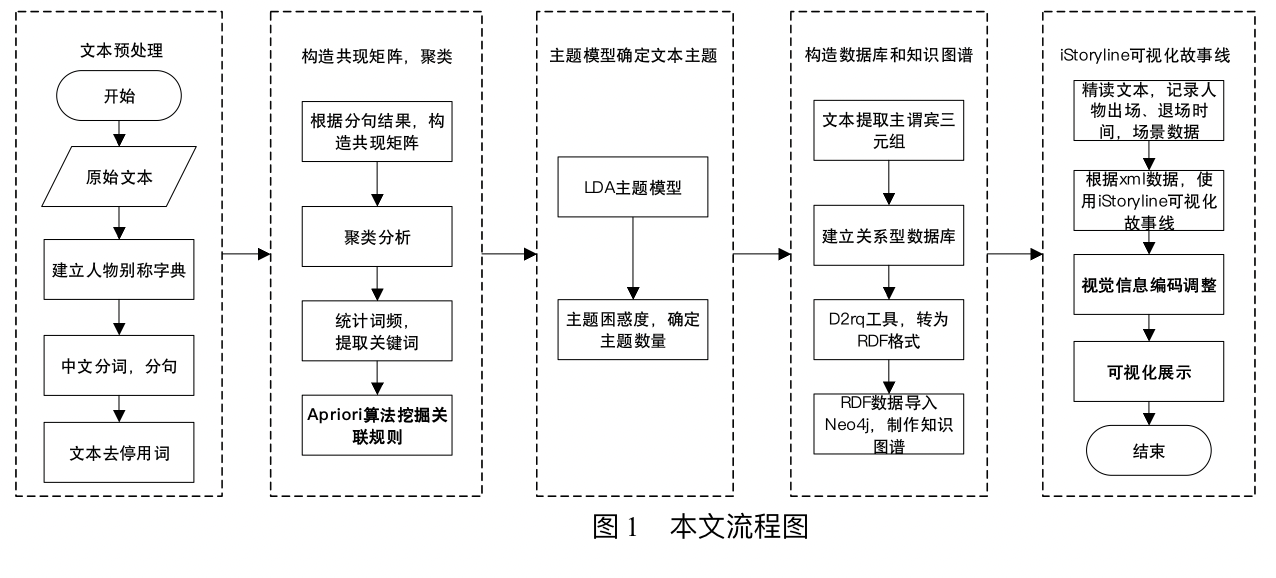 文本预处理
开始
原始文本
建立人物别称字典
中文分词，分句
文本去停用词
构造共现矩阵，聚类
根据分句结果，构
造共现矩阵
聚类分析
统计词频，
提取关键词
Apriori算法挖掘关
联规则
主题模型确定文本主题
LDA主题模型
主题困惑度，确定
主题数量
构造数据库和知识图谱
文本提取主谓宾三
元组
建立关系型数据库
D2rq工具，转为
RDF格式
RDF数据导入
Neo4j，制作知识
图谱
iStoryline可视化故事线
精读文本，记录人
物出场、退场时
间，场景数据
根据xml数据，使
用iStoryline可视化
故事线
视觉信息编码调整
可视化展示
结束
图 1 本文流程图